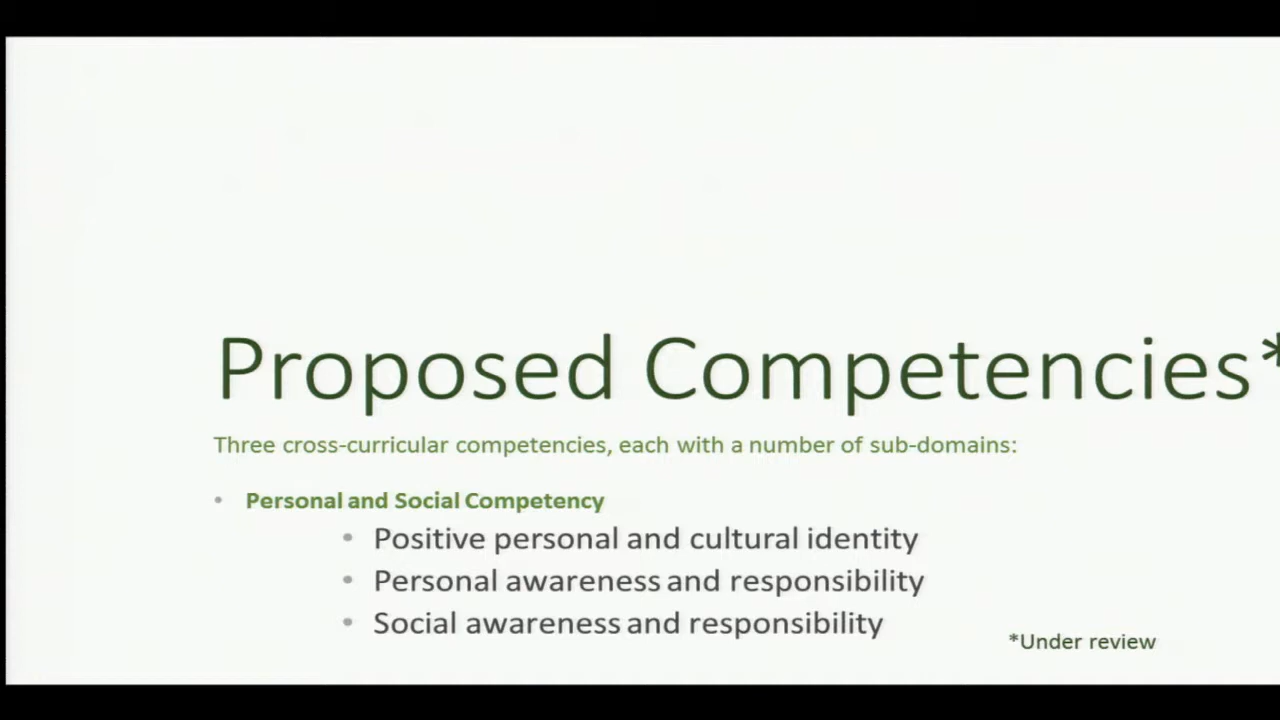 Proposed Competencies*
Three cross-curricular competencies, each with a number of sub-domains:
• Personal and Social Competency
• Positive personal and cultural identity
• Personal awareness and responsibility
• Social awareness and responsibility
*Under review